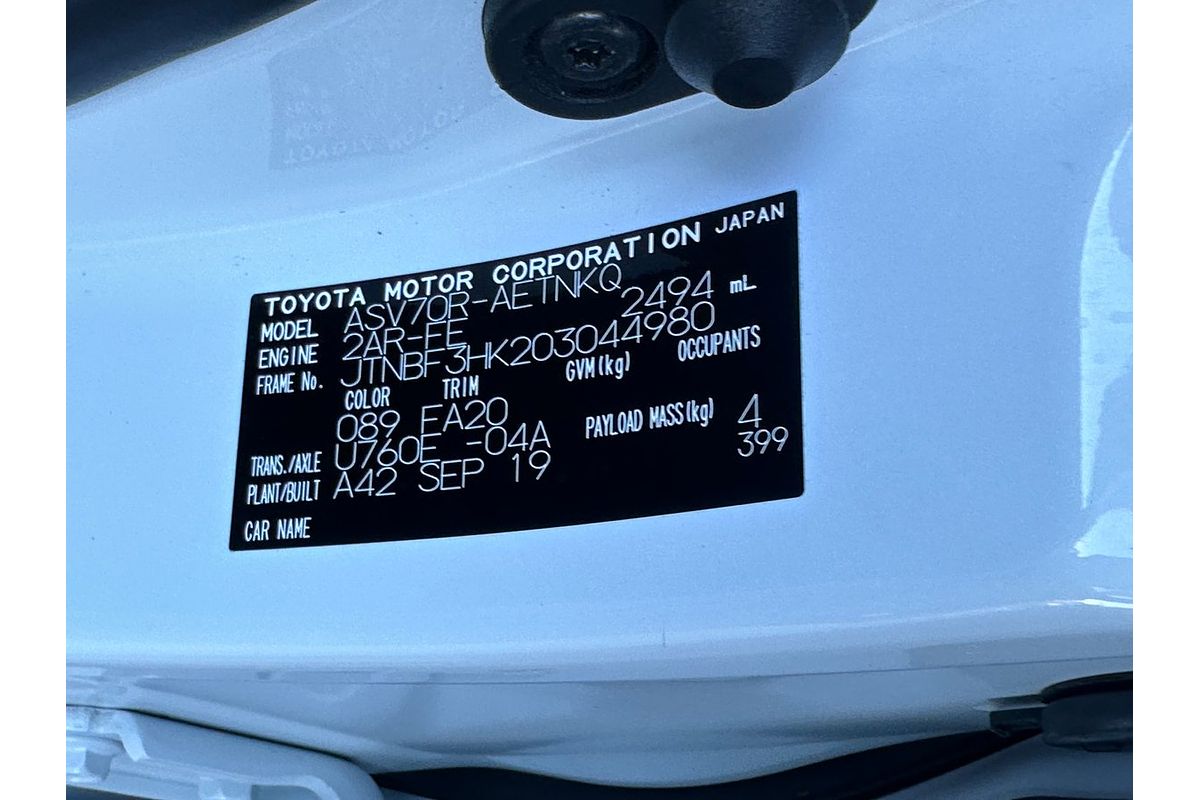 TOYOTA MOTOR CORPORATION JAPAN
MODEL ASV70R-AETNKQ
ENGINE 2AR-FE 2494 mL
FRAME No. JTNBF3HK203044980
COLOR TRIM GVM(kg) OCCUPANTS
089 FA20 4
TRANS./AXLE U760E -04A PAYLOAD MASS(kg) 399
PLANT/BUILT A42 SEP 19
CAR NAME